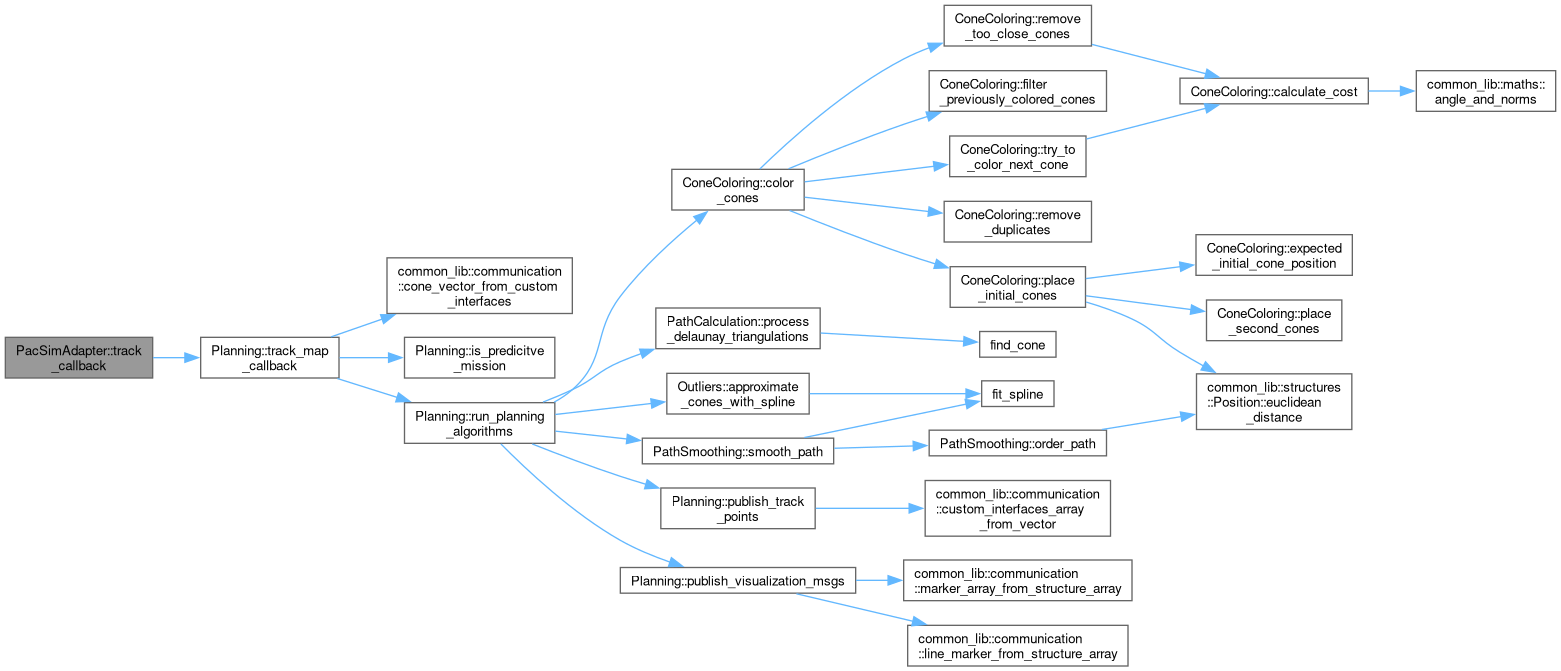 PacSimAdapter::track
_callback
Planning::track_map
_callback
common_lib::communication
::cone_vector_from_custom
_interfaces
Planning::is_predicitve
_mission
Planning::run_planning
_algorithms
ConeColoring::color
_cones
PathCalculation::process
_delaunay_triangulations
Outliers::approximate
_cones_with_spline
PathSmoothing::smooth_path
Planning::publish_track
_points
Planning::publish_visualization_msgs
ConeColoring::remove
_too_close_cones
ConeColoring::filter
_previously_colored_cones
ConeColoring::try_to
_color_next_cone
ConeColoring::remove
_duplicates
ConeColoring::place
_initial_cones
find_cone
fit_spline
PathSmoothing::order_path
common_lib::communication
::custom_interfaces_array
_from_vector
common_lib::communication
::marker_array_from_structure_array
common_lib::communication
::line_marker_from_structure_array
ConeColoring::calculate_cost
ConeColoring::expected
_initial_cone_position
ConeColoring::place
_second_cones
common_lib::structures
::Position::euclidean
_distance
common_lib::maths::
angle_and_norms